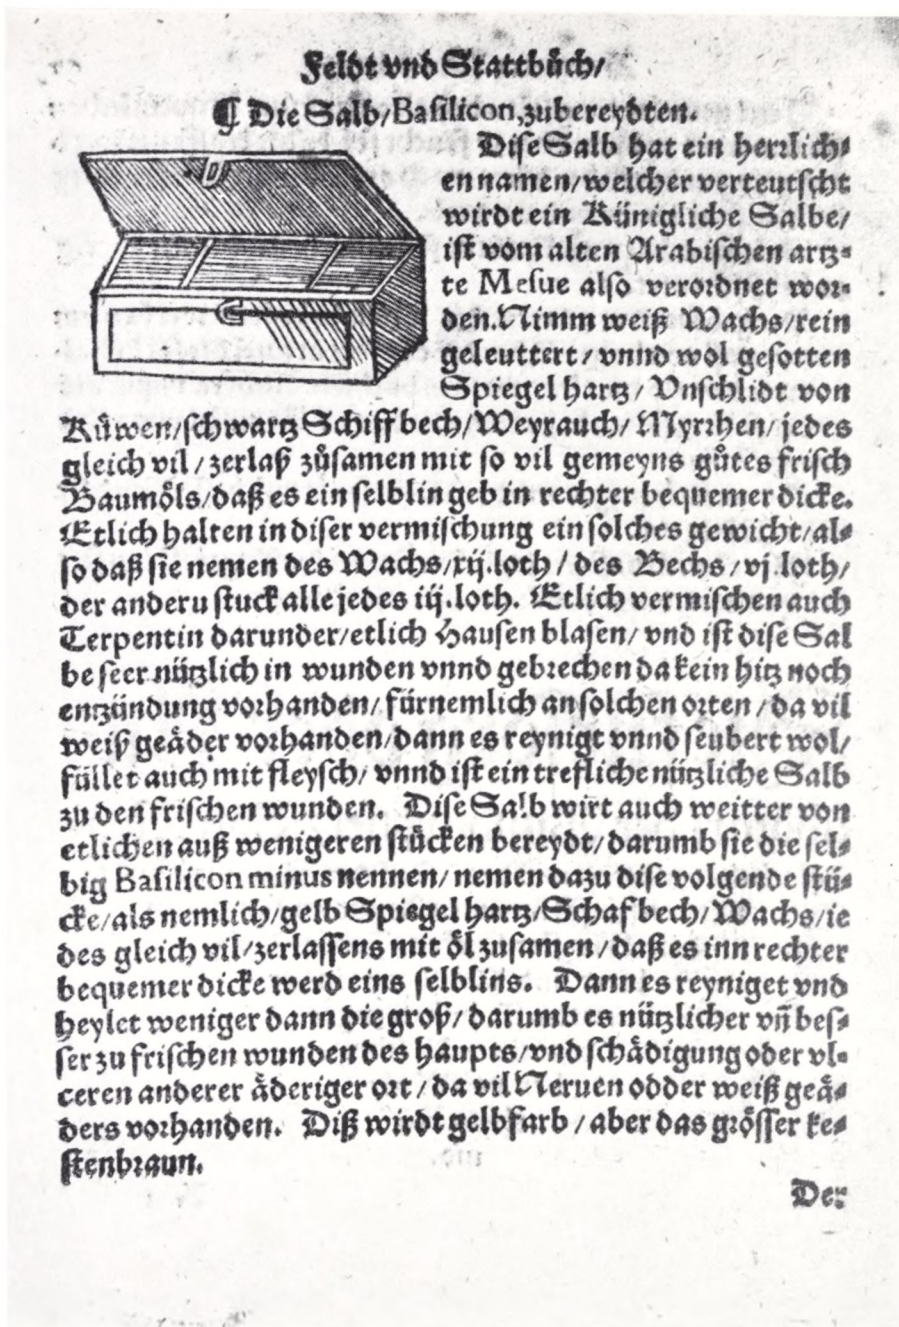 Feldt vnd Stattbůch/
¶ Die Salb/Basilicon, zubereydten.
Dise Salb hat ein herrlich⸗
en namen/welcher verteutscht
wirdt ein Künigliche Salbe/
ist vom alten Arabischen artz⸗
te Mesue also verordnet wor⸗
den. Nimm weiß Wachs/rein
geleuttert/vnnd wol gesotten
Spiegel hartz/Vnschlidt von
Küwen/schwartz Schiff bech/Weyrauch/Myrrhen/jedes
gleich vil/zerlaß zůsamen mit so vil gemeyns gůtes frisch
Baumöls/daß es ein selblin geb in rechter bequemer dicke.
Etlich halten in diser vermischung ein solches gewicht/al⸗
so daß sie nemen des Wachs/xij.loth/des Bechs/vj.loth/
der anderu stuck alle jedes iij.loth. Etlich vermischen auch
Terpentin darunder/etlich Hausen blasen/vnd ist dise Sal
be seer nützlich in wunden vnnd gebrechen da kein hitz noch
entzündung vorhanden/fürnemlich an solchen orten/da vil
weiß geäder vorhanden/dann es reynigt vnnd seubert wol/
füllet auch mit fleysch/vnnd ist ein trefliche nützliche Salb
zu den frischen wunden. Dise Salb wirt auch weitter von
etlichen auß wenigeren stücken bereydt/darumb sie die sel⸗
big Basilicon minus nennen/nemen dazu dise volgende stü⸗
cke/als nemlich/gelb Spiegel hartz/Schaf bech/Wachs/ie
des gleich vil/zerlassens mit öl zusamen/daß es inn rechter
bequemer dicke werd eins selblins. Dann es reyniget vnd
heylet weniger dann die groß/darumb es nützlicher vñ bes⸗
ser zu frischen wunden des haupts/vnd schädigung oder vl⸗
ceren anderer äderiger ort/da vil Neruen odder weiß geä⸗
ders vorhanden. Diß wirdt gelbfarb/aber das grösser ke⸗
stenbraun.
Der